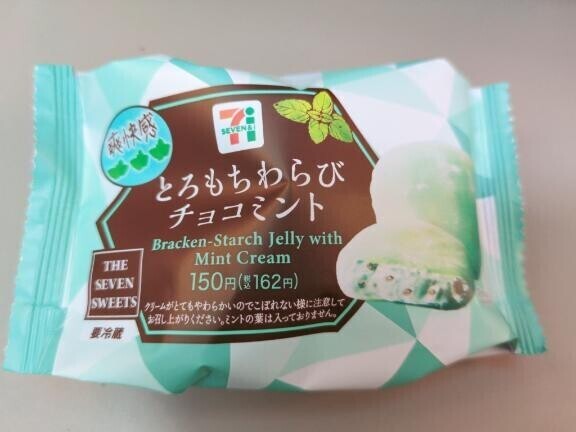 爽快感
7i
SEVEN&i
とろもちわらび
チョコミント
Bracken-Starch Jelly with
Mint Cream
150円(税込162円)
クリームがとてもやわらかいのでこぼれない様に注意して
お召し上がりください。ミントの葉は入っておりません。
THE
SEVEN
SWEETS
要冷蔵